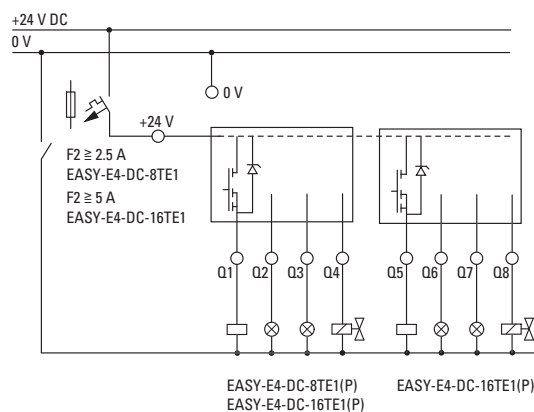 +24 V DC
0 V
0 V
+24 V
F2 ≧ 2.5 A
EASY-E4-DC-8TE1
F2 ≧ 5 A
EASY-E4-DC-16TE1
Q1 Q2 Q3 Q4 Q5 Q6 Q7 Q8
EASY-E4-DC-8TE1(P) EASY-E4-DC-16TE1(P)
EASY-E4-DC-16TE1(P)